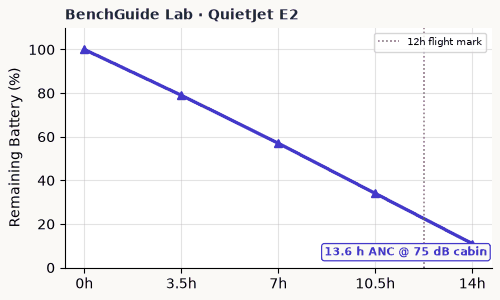 BenchGuide Lab · QuietJet E2
12h flight mark
Remaining Battery (%)
100
80
60
40
20
0
13.6 h ANC @ 75 dB cabin
0h
3.5h
7h
10.5h
14h